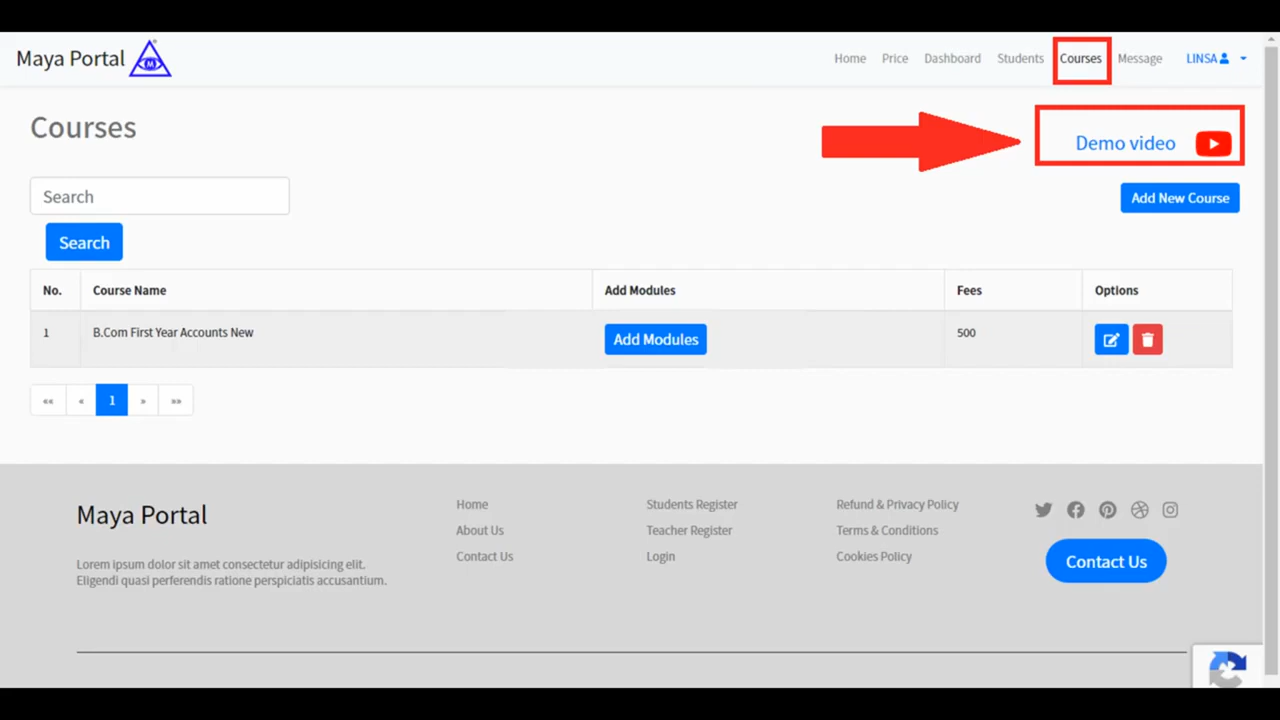 Maya Portal
Home Price Dashboard Students Courses Message LINSA
Courses
Demo video
Search
Add New Course
Search
No. Course Name Add Modules Fees Options
1 B.Com First Year Accounts New Add Modules 500
«« « 1 » »»
Maya Portal
Lorem ipsum dolor sit amet consectetur adipisicing elit.
Eligendi quasi perferendis ratione perspiciatis accusantium.
Home
About Us
Contact Us
Students Register
Teacher Register
Login
Refund & Privacy Policy
Terms & Conditions
Cookies Policy
Contact Us